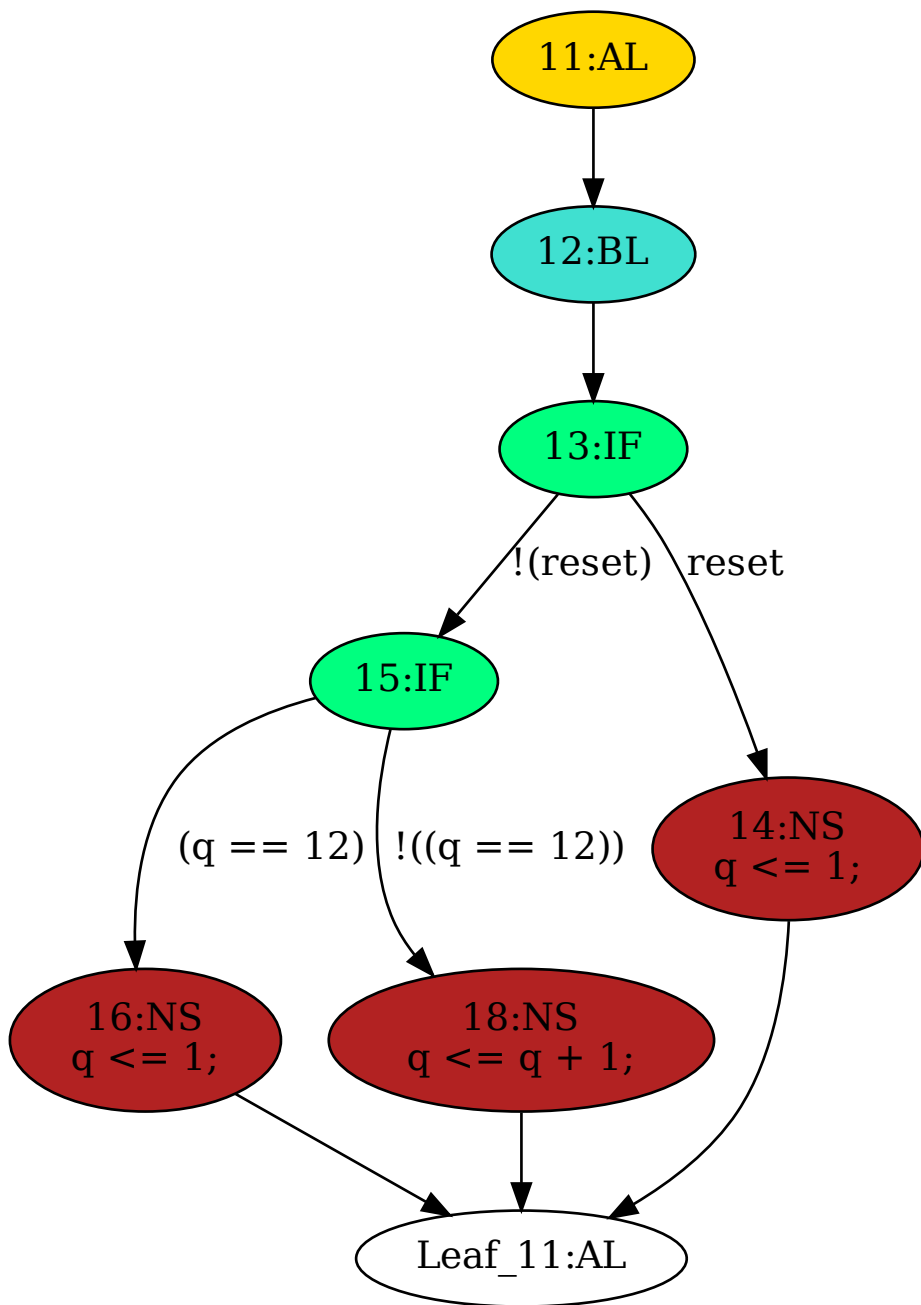 11:AL
12:BL
13:IF
!(reset)
reset
15:IF
(q == 12)
!((q == 12))
14:NS
q <= 1;
16:NS
q <= 1;
18:NS
q <= q + 1;
Leaf_11:AL